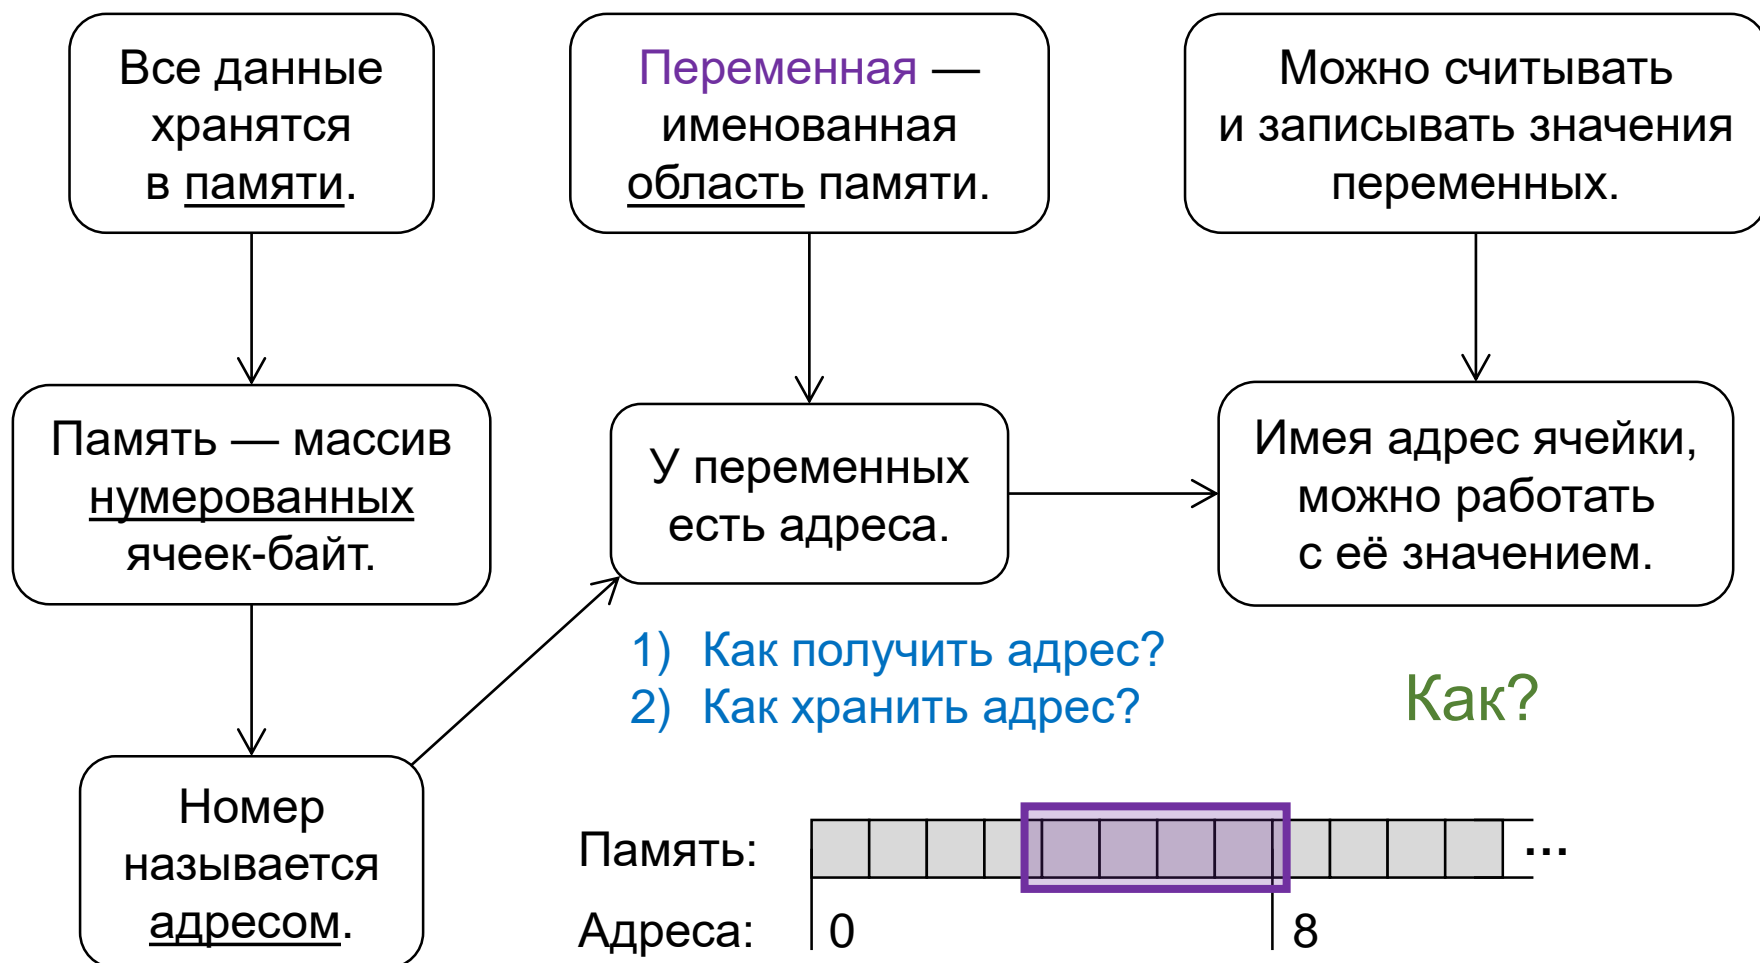 Все данные
хранятся
в памяти.
Переменная —
именованная
область памяти.
Можно считывать
и записывать значения
переменных.
Память — массив
нумерованных
ячеек-байт.
У переменных
есть адреса.
Имея адрес ячейки,
можно работать
с её значением.
1) Как получить адрес?
2) Как хранить адрес?
Как?
Номер
называется
адресом.
Память: ...
Адреса: 0 8